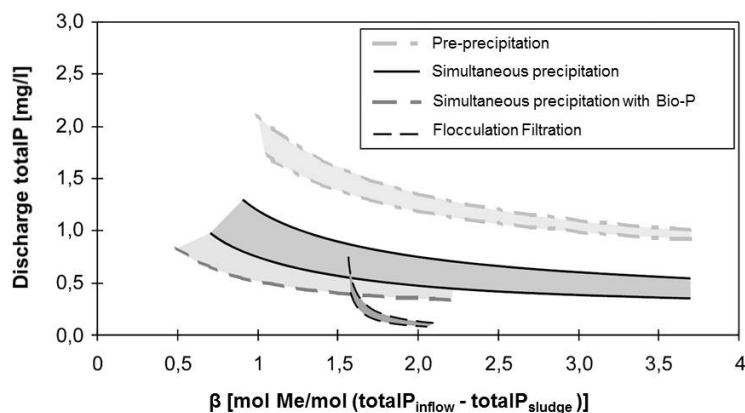 3,0
2,5
2,0
1,5
1,0
0,5
0,0
Discharge totalP [mg/l]
Pre-precipitation
Simultaneous precipitation
Simultaneous precipitation with Bio-P
Flocculation Filtration
0 0,5 1 1,5 2,0 2,5 3,0 3,5 4
β [mol Me/mol (totalPinflow - totalPsludge)]